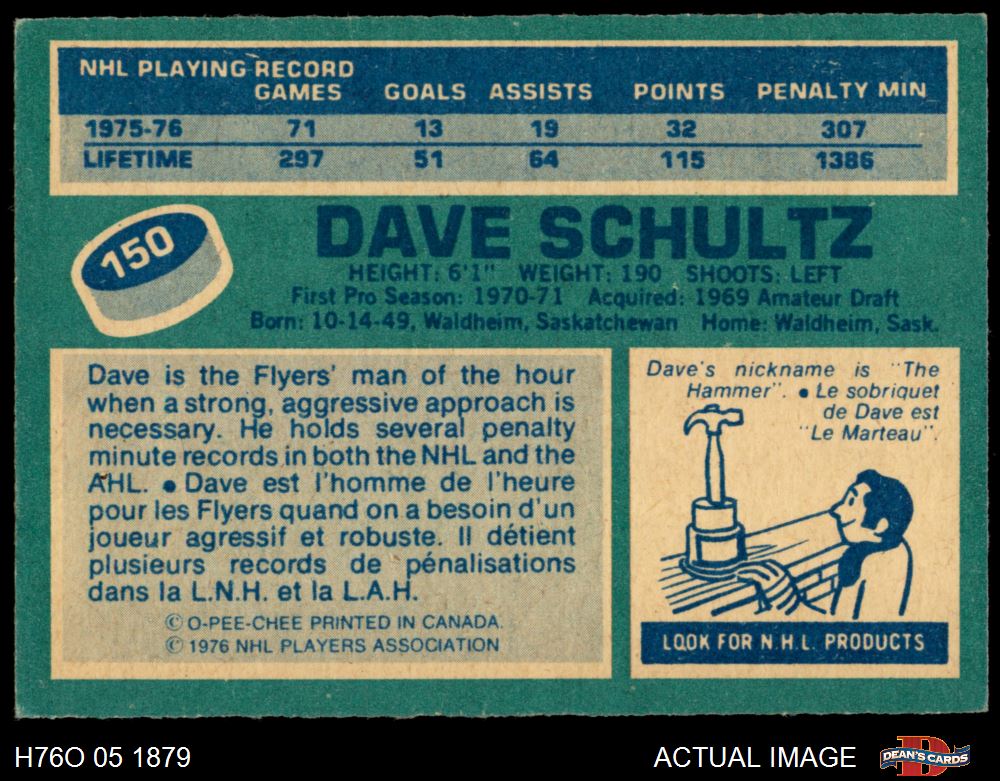 NHL PLAYING RECORD
GAMES GOALS ASSISTS POINTS PENALTY MIN
1975-76 71 13 19 32 307
LIFETIME 297 51 64 115 1386
150
DAVE SCHULTZ
HEIGHT: 6'1" WEIGHT: 190 SHOOTS: LEFT
First Pro Season: 1970-71 Acquired: 1969 Amateur Draft
Born: 10-14-49, Waldheim, Saskatchewan Home: Waldheim, Sask.
Dave is the Flyers' man of the hour
when a strong, aggressive approach is
necessary. He holds several penalty
minute records in both the NHL and the
AHL. • Dave est l'homme de l'heure
pour les Flyers quand on a besoin d'un
joueur agressif et robuste. Il détient
plusieurs records de pénalisations
dans la L.N.H. et la L.A.H.
© O-PEE-CHEE PRINTED IN CANADA.
© 1976 NHL PLAYERS ASSOCIATION
Dave's nickname is "The
Hammer". • Le sobriquet
de Dave est
"Le Marteau".
LOOK FOR N.H.L. PRODUCTS
H76O 05 1879
ACTUAL IMAGE
DEAN'S CARDS